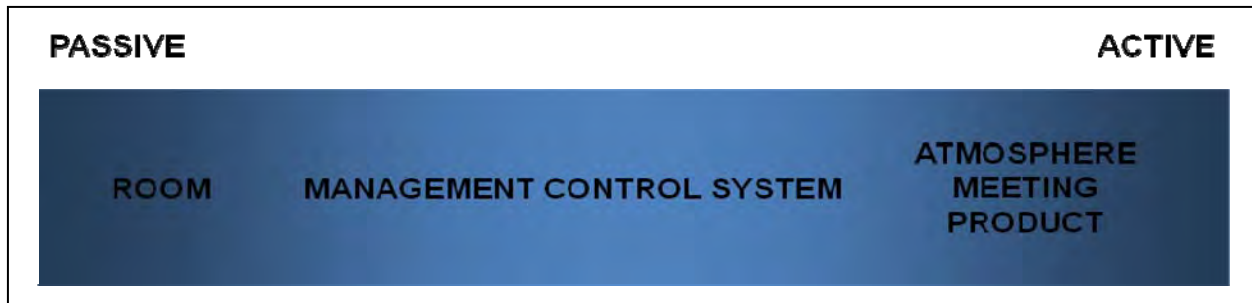 PASSIVE
ACTIVE
ROOM
MANAGEMENT CONTROL SYSTEM
ATMOSPHERE
MEETING
PRODUCT